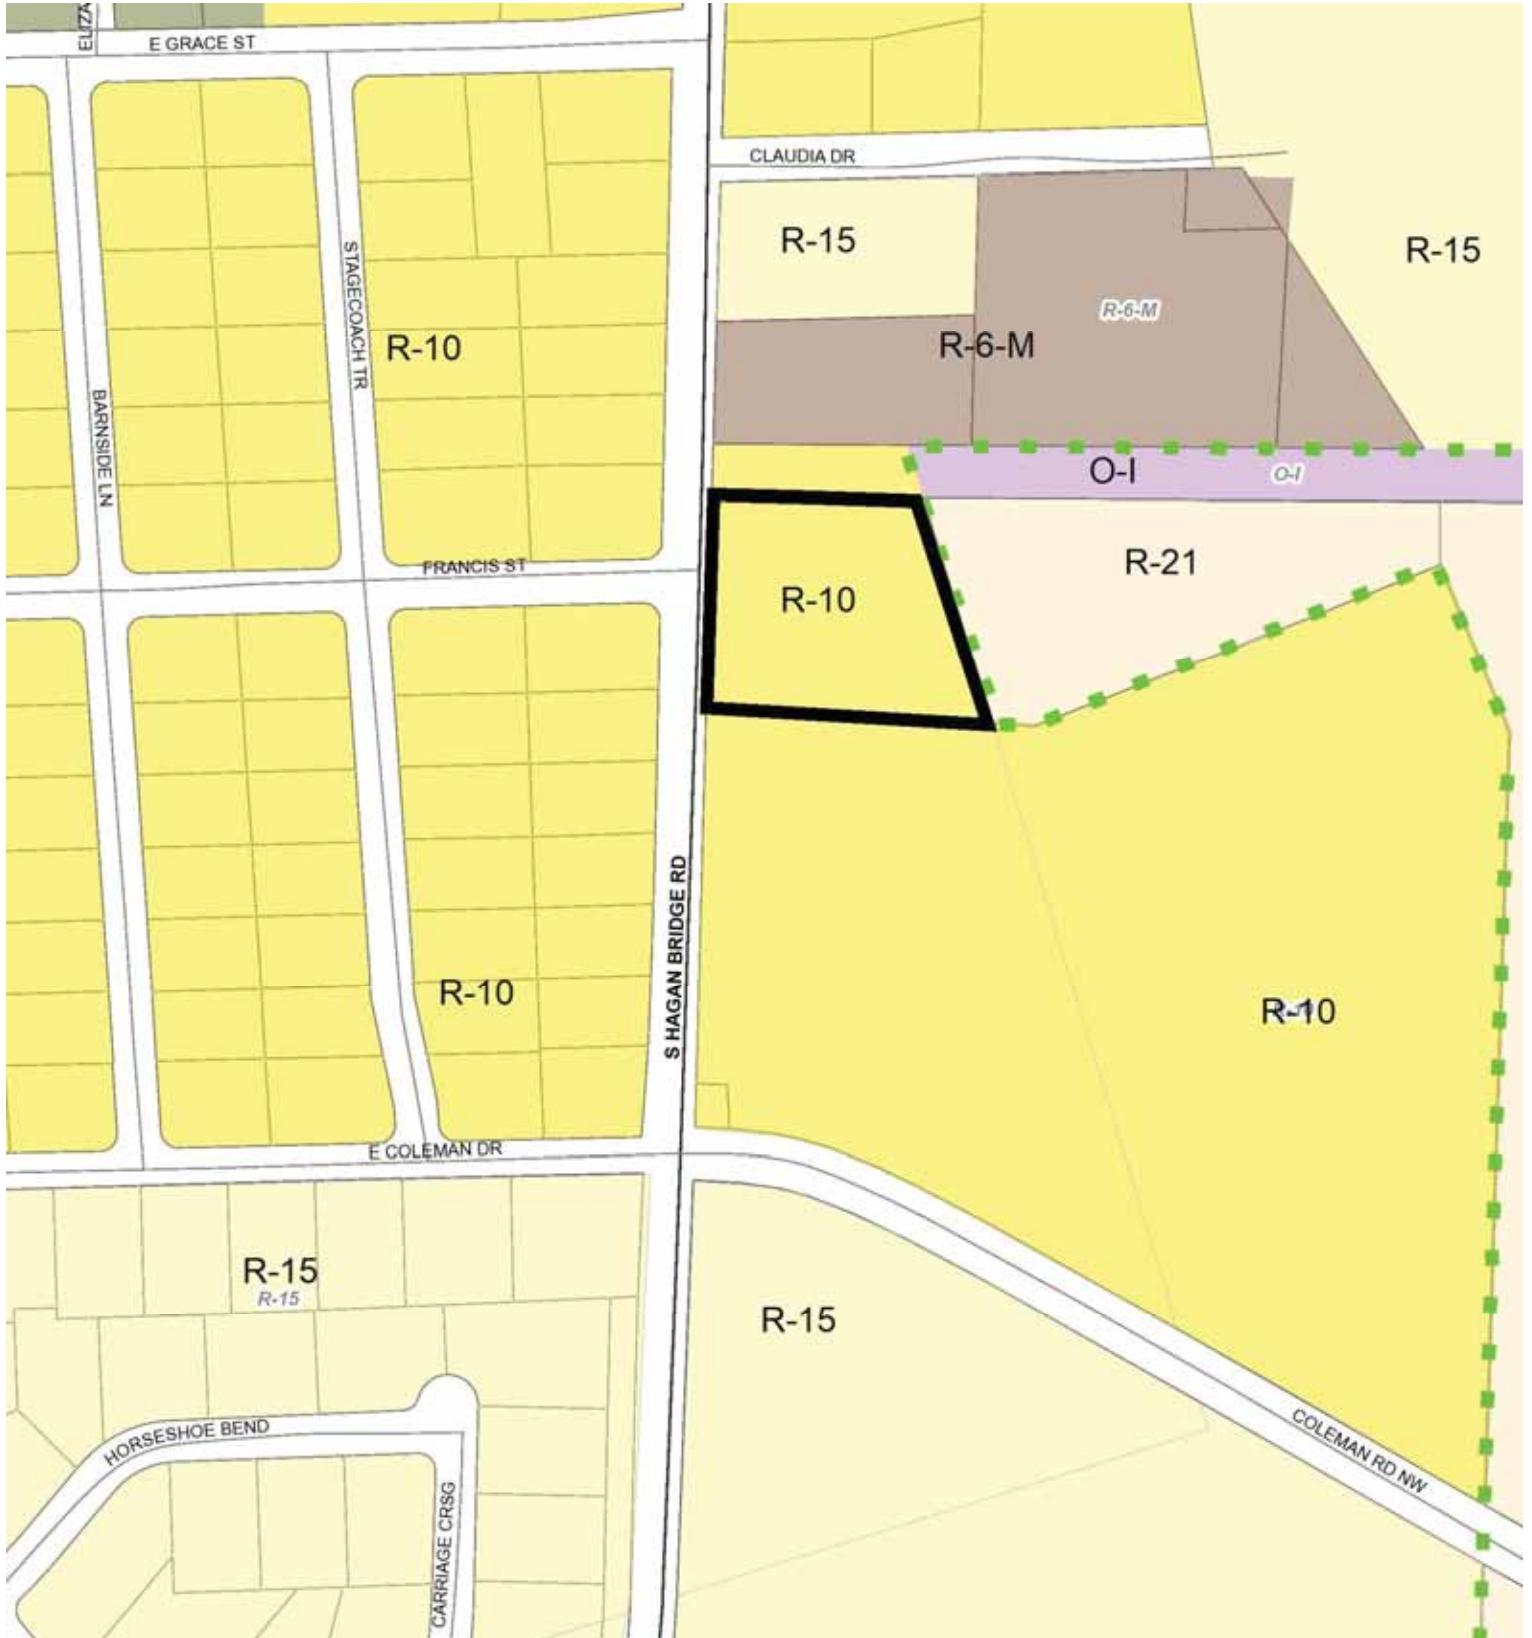 ELIZA
E GRACE ST
CLAUDIA DR
R-15
R-15
STAGECOACH TR
R-6-M
R-10
R-6-M
BARNSIDE LN
O-I
O-I
FRANCIS ST
R-21
R-10
S HAGAN BRIDGE RD
R-10
R-10
E COLEMAN DR
R-15
R-15
R-15
HORSESHOE BEND
COLEMAN RD NW
CARRIAGE CRSG